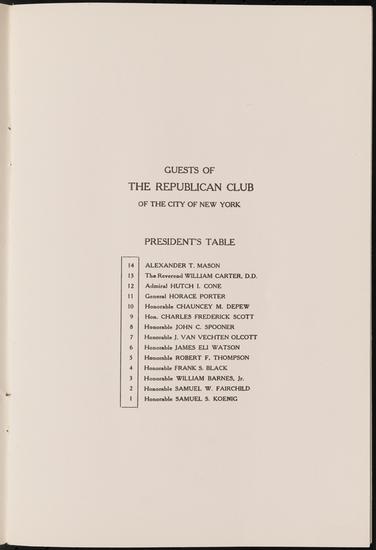 GUESTS OF
THE REPUBLICAN CLUB
OF THE CITY OF NEW YORK
PRESIDENT'S TABLE
14 ALEXANDER T. MASON
13 The Reverend WILLIAM CARTER, D.D.
12 Admiral HUTCH I. CONE
11 General HORACE PORTER
10 Honorable CHAUNCEY M. DEPEW
9 Hon. CHARLES FREDERICK SCOTT
8 Honorable JOHN C. SPOONER
7 Honorable J. VAN VECHTEN OLCOTT
6 Honorable JAMES ELI WATSON
5 Honorable ROBERT F. THOMPSON
4 Honorable FRANK S. BLACK
3 Honorable WILLIAM BARNES, Jr.
2 Honorable SAMUEL W. FAIRCHILD
1 Honorable SAMUEL S. KOENIG